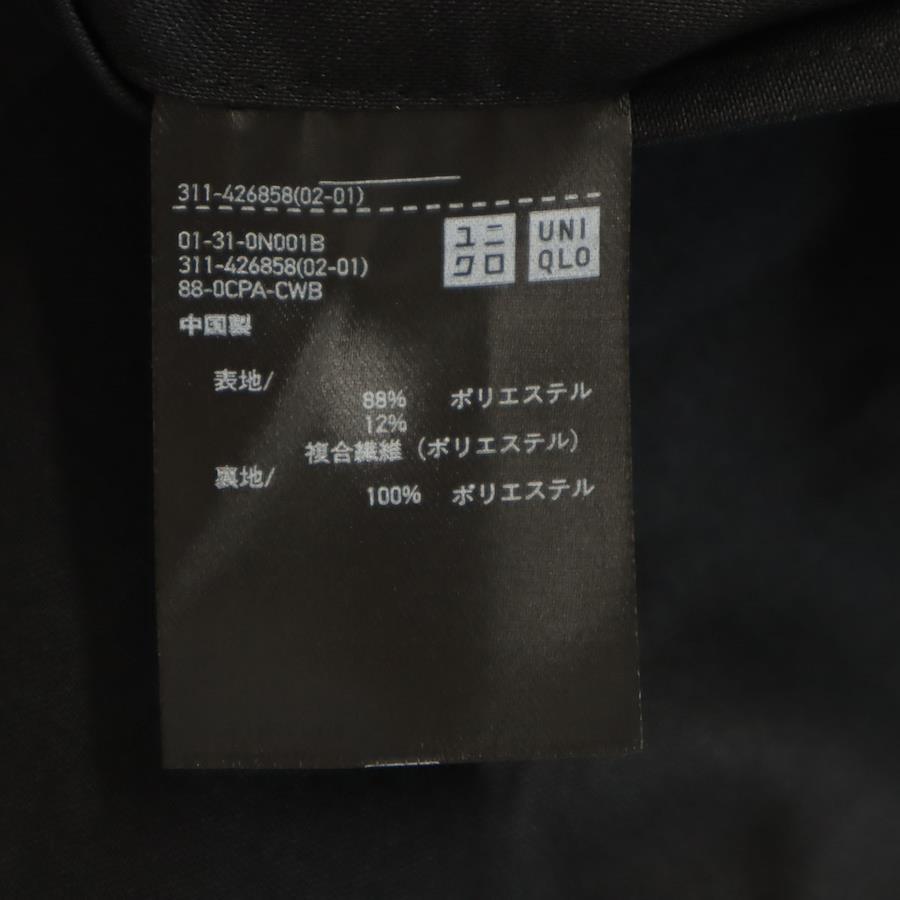 311-426858(02-01)
01-31-0N001B
311-426858(02-01)
88-0CPA-CWB
中国製
ユニ
クロ
UNI
QLO
表地/
88% ポリエステル
12%
複合繊維(ポリエステル)
裏地/
100% ポリエステル